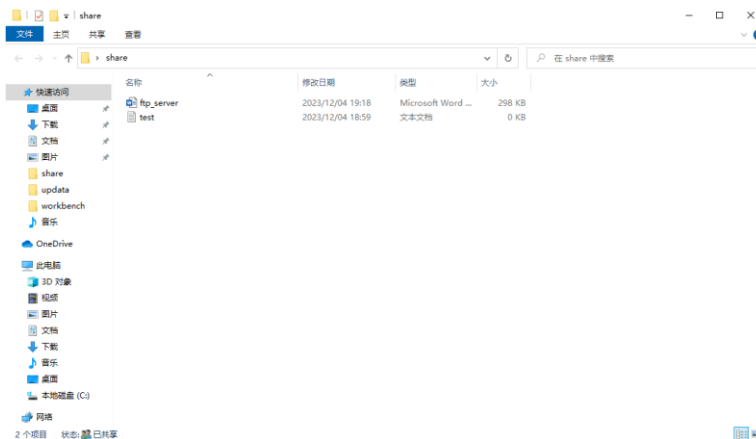 share
文件 主页 共享 查看
share
在 share 中搜索
名称 修改日期 类型 大小
快速访问
桌面
下载
文档
图片
share
updata
workbench
音乐
OneDrive
此电脑
3D 对象
视频
图片
文档
下载
音乐
桌面
本地磁盘 (C:)
网络
ftp_server 2023/12/04 19:18 Microsoft Word ... 298 KB
test 2023/12/04 18:59 文本文档 0 KB
2 个项目 状态: 已共享